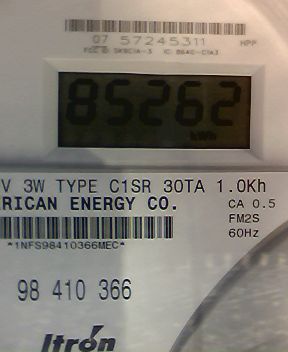 07 57245311 HPP
85262
kWh
V 3W TYPE C1SR 30TA 1.0Kh
RICAN ENERGY CO. CA 0.5
FM2S
*1NFS98410366MEC* 60Hz
98 410 366
Itron